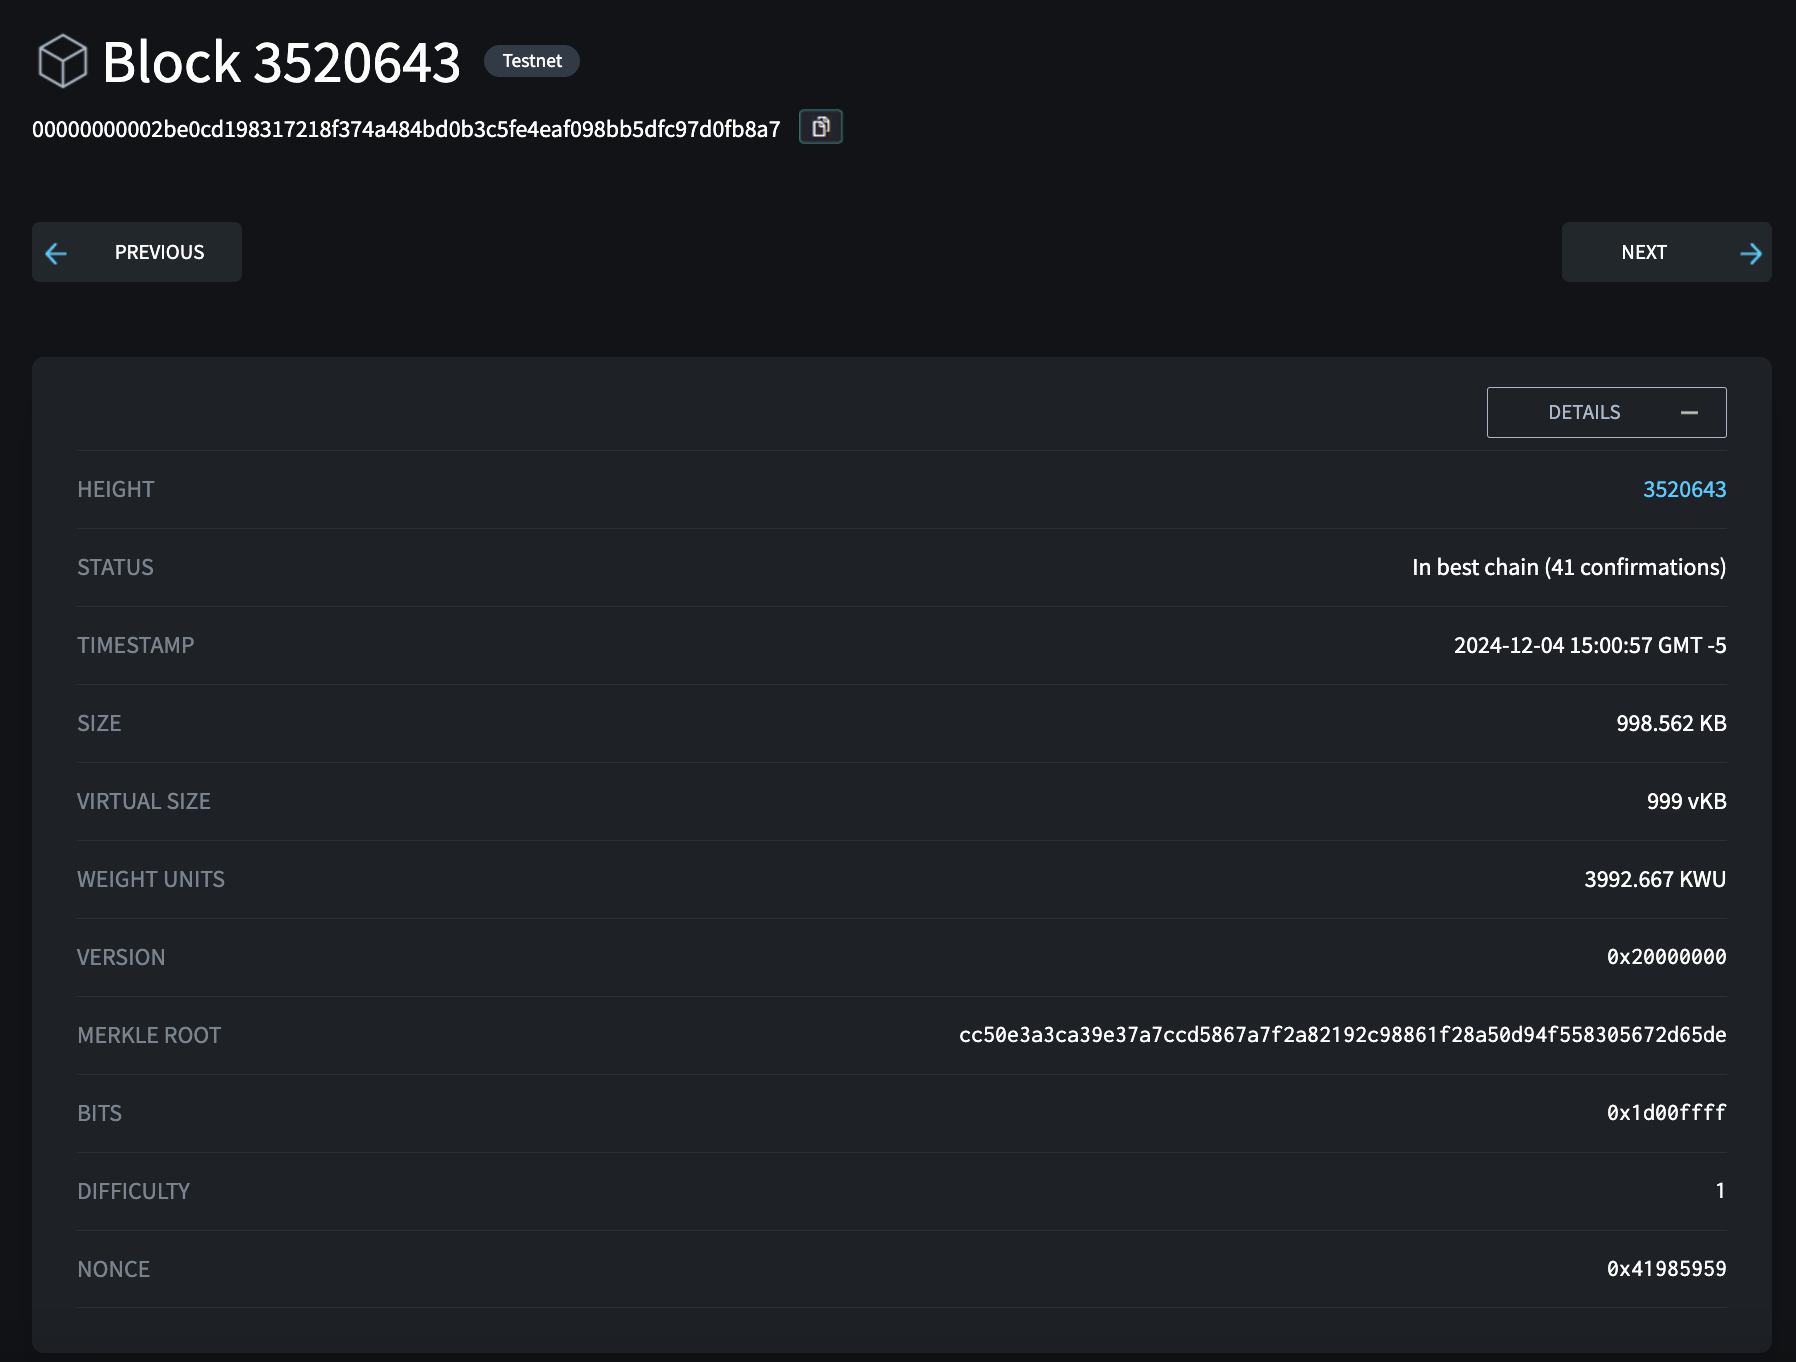 Block 3520643 Testnet
00000000002be0cd198317218f374a484bd0b3c5fe4eaf098bb5dfc97d0fb8a7
PREVIOUS
NEXT
DETAILS
HEIGHT 3520643
STATUS In best chain (41 confirmations)
TIMESTAMP 2024-12-04 15:00:57 GMT -5
SIZE 998.562 KB
VIRTUAL SIZE 999 vKB
WEIGHT UNITS 3992.667 KWU
VERSION 0x20000000
MERKLE ROOT cc50e3a3ca39e37a7ccd5867a7f2a82192c98861f28a50d94f558305672d65de
BITS 0x1d00ffff
DIFFICULTY 1
NONCE 0x41985959